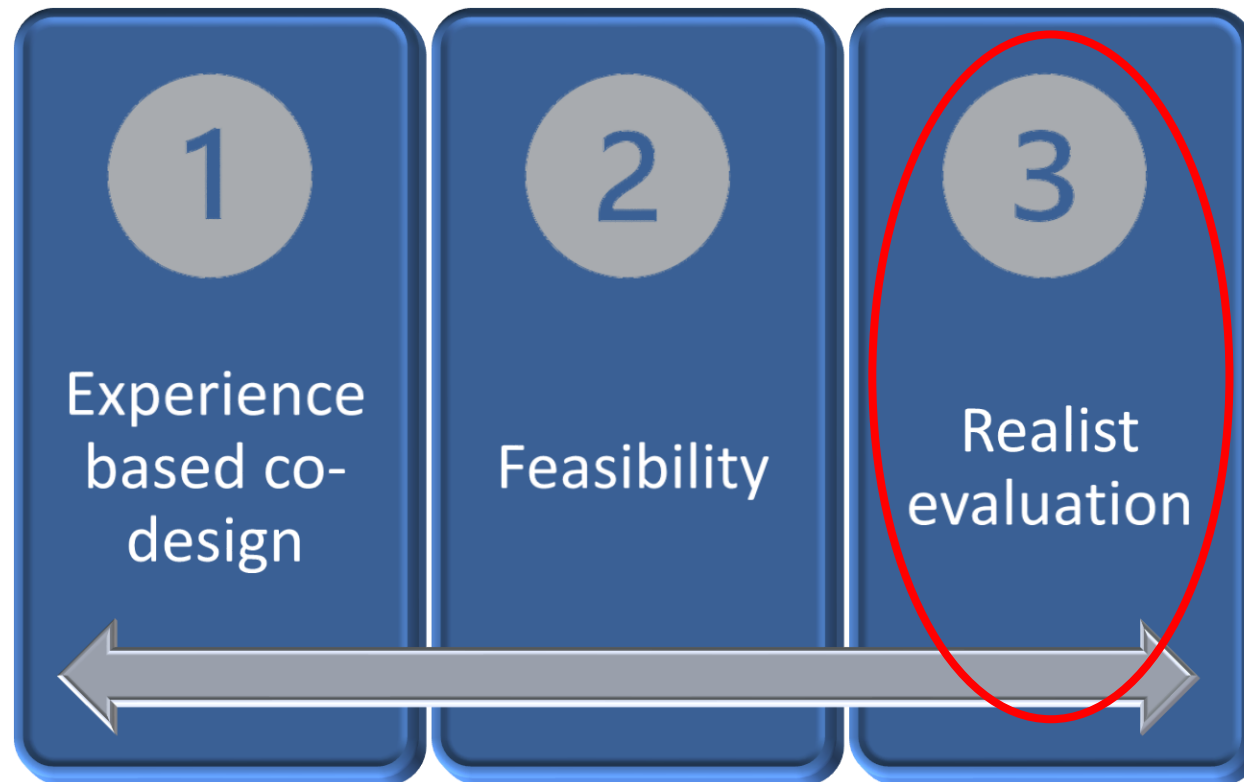 1
Experience
based co-
design
2
Feasibility
3
Realist
evaluation